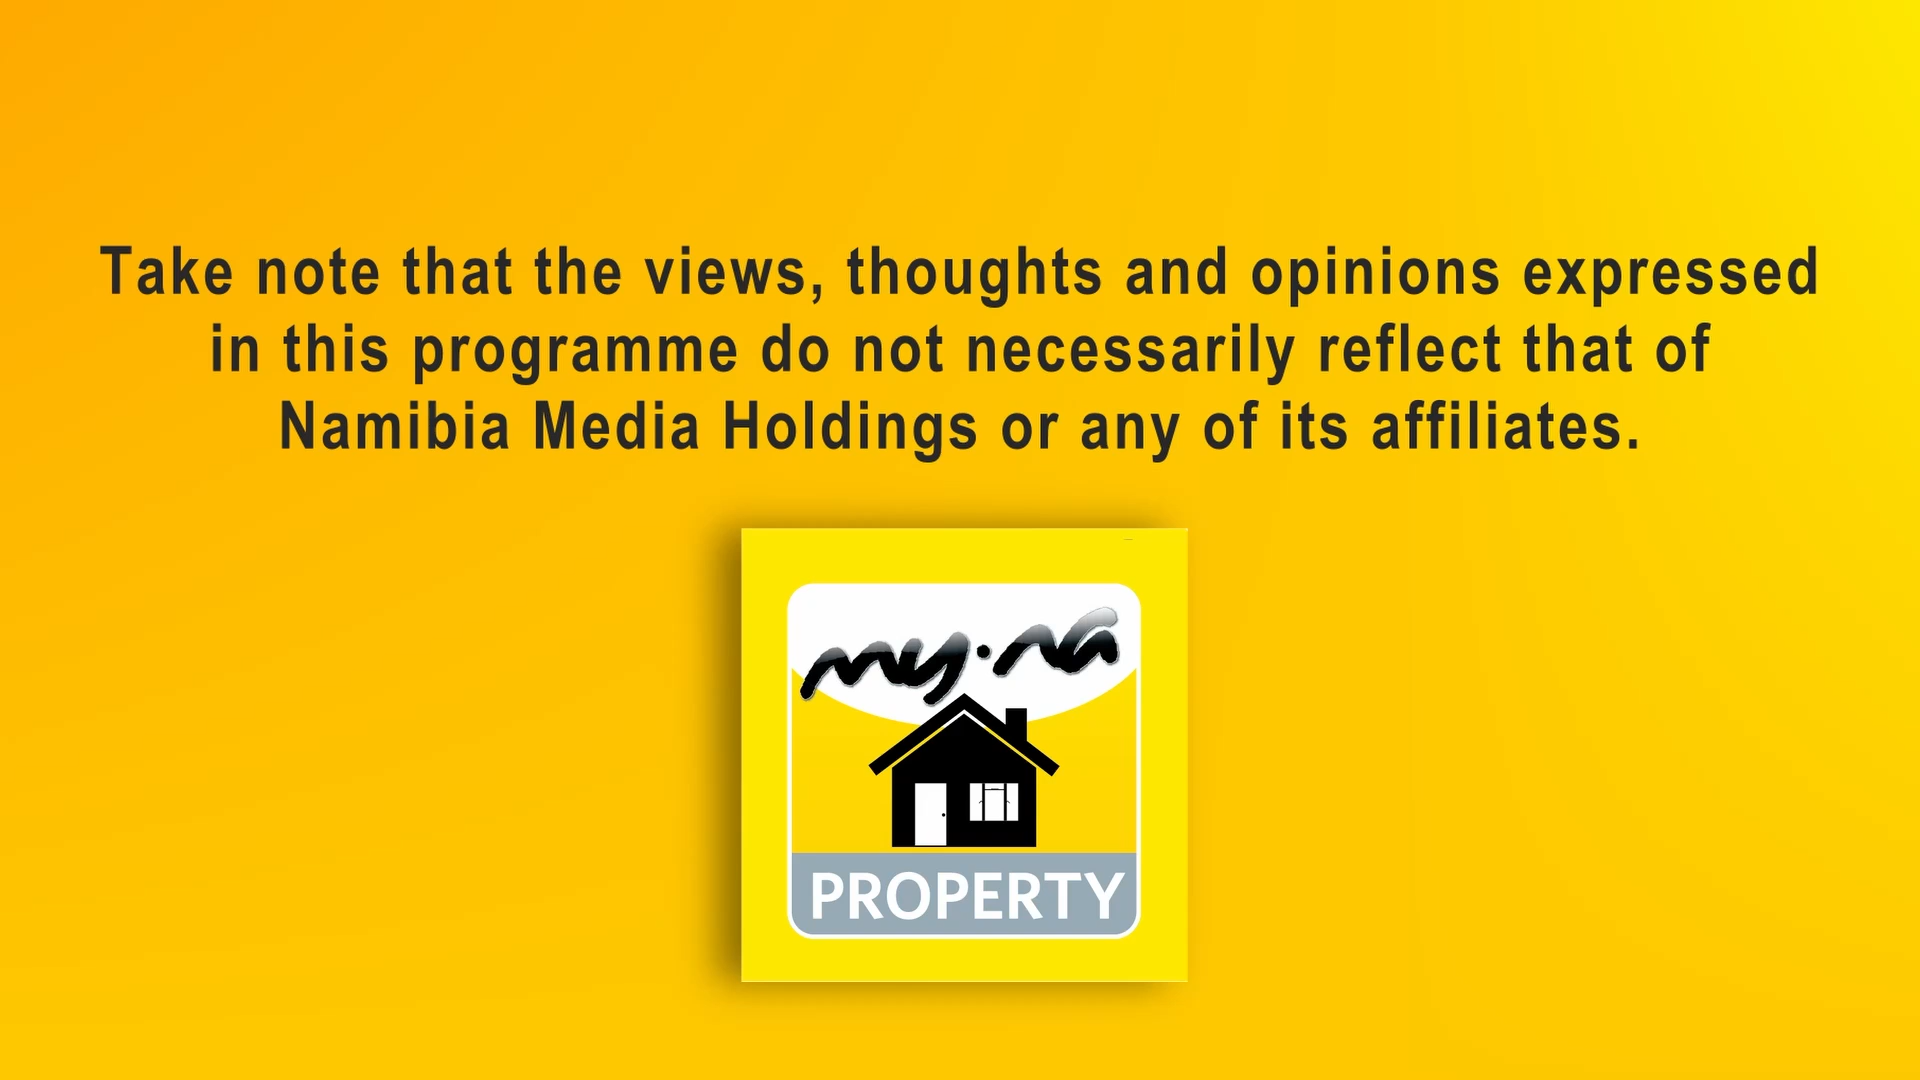 Take note that the views, thoughts and opinions expressed
in this programme do not necessarily reflect that of
Namibia Media Holdings or any of its affiliates.
my·na
PROPERTY